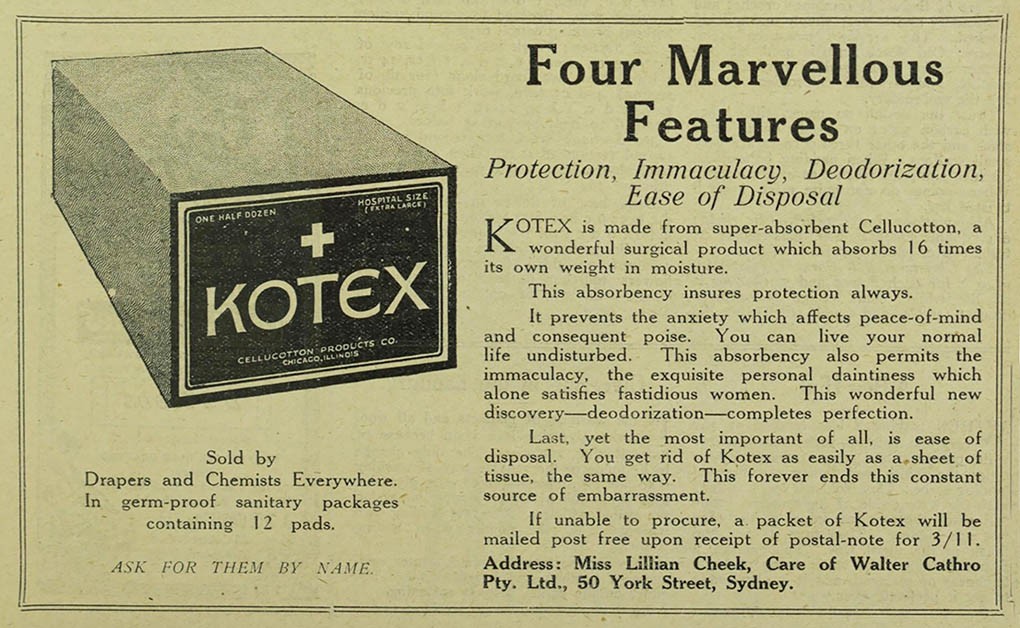 ONE HALF DOZEN
HOSPITAL SIZE
(EXTRA LARGE)
KOTEX
CELLUCOTTON PRODUCTS CO.
CHICAGO, ILLINOIS
Sold by
Drapers and Chemists Everywhere.
In germ-proof sanitary packages
containing 12 pads.
ASK FOR THEM BY NAME.
Four Marvellous
Features
Protection, Immaculacy, Deodorization,
Ease of Disposal
KOTEX is made from super-absorbent Cellucotton, a
wonderful surgical product which absorbs 16 times
its own weight in moisture.
This absorbency insures protection always.
It prevents the anxiety which affects peace-of-mind
and consequent poise. You can live your normal
life undisturbed. This absorbency also permits the
immaculacy, the exquisite personal daintiness which
alone satisfies fastidious women. This wonderful new
discovery—deodorization—completes perfection.
Last, yet the most important of all, is ease of
disposal. You get rid of Kotex as easily as a sheet of
tissue, the same way. This forever ends this constant
source of embarrassment.
If unable to procure, a packet of Kotex will be
mailed post free upon receipt of postal-note for 3/11.
Address: Miss Lillian Cheek, Care of Walter Cathro
Pty. Ltd., 50 York Street, Sydney.